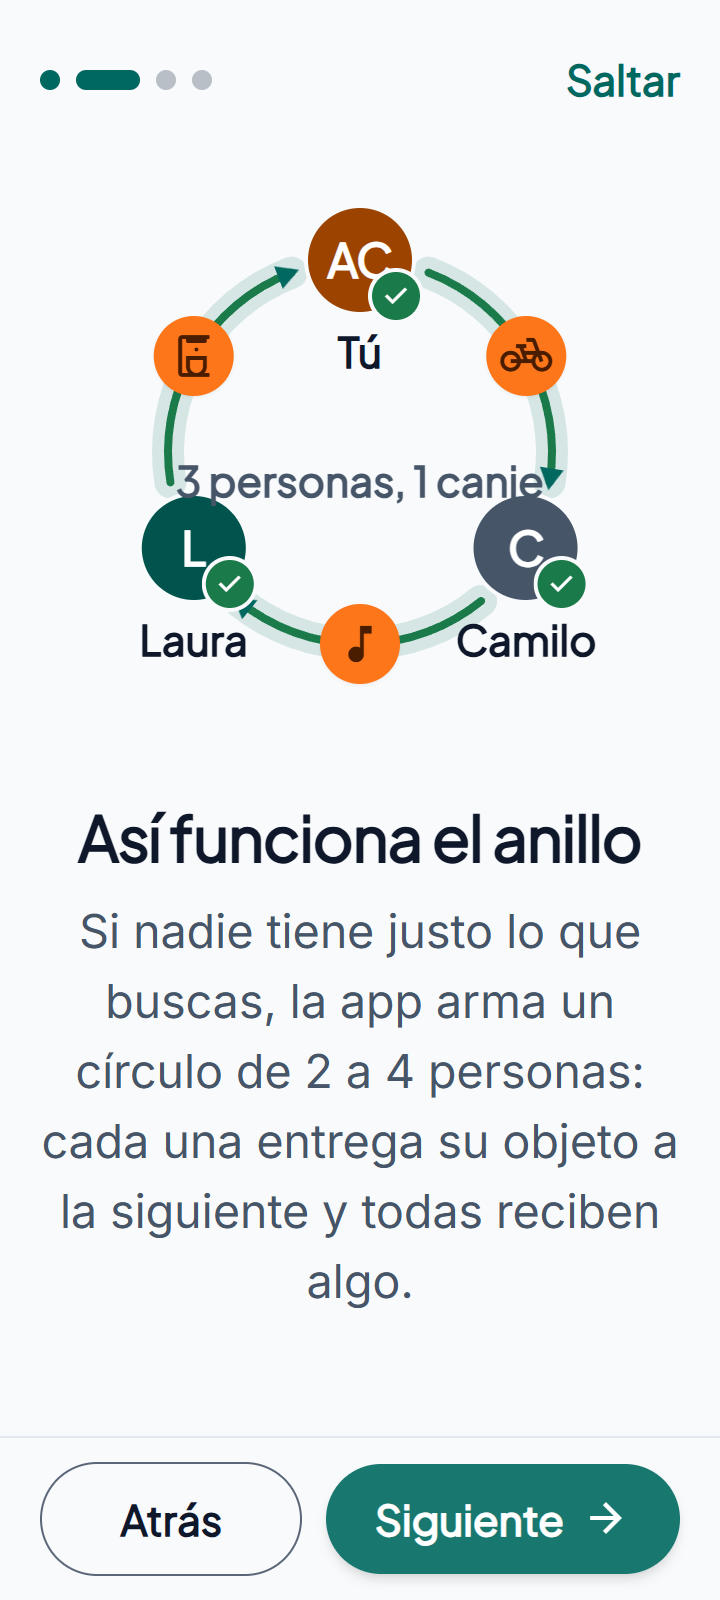 Saltar
AC
Tú
3 personas, 1 canje
L
C
Laura
Camilo
Así funciona el anillo
Si nadie tiene justo lo que
buscas, la app arma un
círculo de 2 a 4 personas:
cada una entrega su objeto a
la siguiente y todas reciben
algo.
Atrás
Siguiente